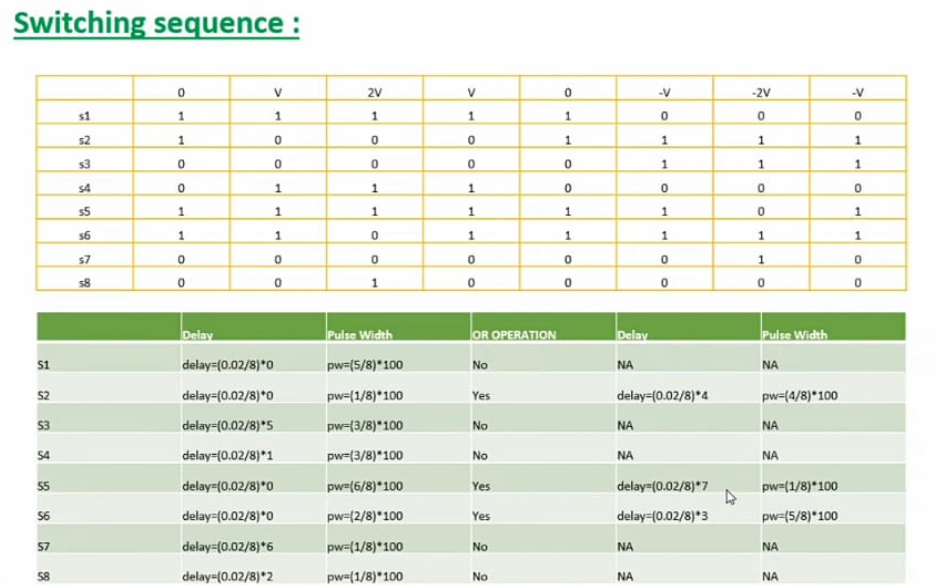 Switching sequence :
0 V 2V V 0 -V -2V -V
s1 1 1 1 1 1 0 0 0
s2 1 0 0 0 1 1 1 1
s3 0 0 0 0 0 1 1 1
s4 0 1 1 1 0 0 0 0
s5 1 1 1 1 1 1 0 1
s6 1 1 0 1 1 1 1 1
s7 0 0 0 0 0 0 1 0
s8 0 0 1 0 0 0 0 0
Delay Pulse Width OR OPERATION Delay Pulse Width
S1 delay=(0.02/8)*0 pw=(5/8)*100 No NA NA
S2 delay=(0.02/8)*0 pw=(1/8)*100 Yes delay=(0.02/8)*4 pw=(4/8)*100
S3 delay=(0.02/8)*5 pw=(3/8)*100 No NA NA
S4 delay=(0.02/8)*1 pw=(3/8)*100 No NA NA
S5 delay=(0.02/8)*0 pw=(6/8)*100 Yes delay=(0.02/8)*7 pw=(1/8)*100
S6 delay=(0.02/8)*0 pw=(2/8)*100 Yes delay=(0.02/8)*3 pw=(5/8)*100
S7 delay=(0.02/8)*6 pw=(1/8)*100 No NA NA
S8 delay=(0.02/8)*2 pw=(1/8)*100 No NA NA